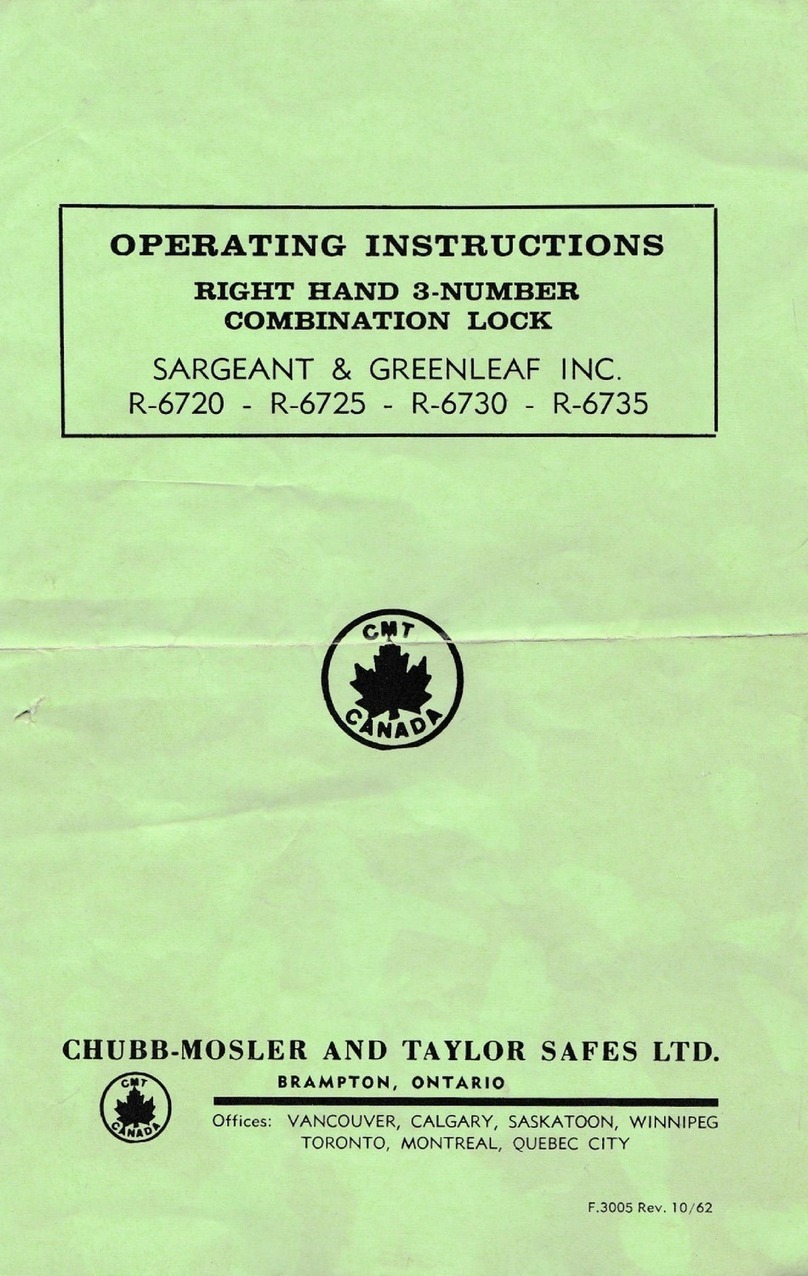 OPERATING INSTRUCTIONS
RIGHT HAND 3-NUMBER
COMBINATION LOCK
SARGEANT & GREENLEAF INC.
R-6720 - R-6725 - R-6730 - R-6735
CMT
CANADA
CHUBB-MOSLER AND TAYLOR SAFES LTD.
BRAMPTON, ONTARIO
CMT
CANADA
Offices: VANCOUVER, CALGARY, SASKATOON, WINNIPEG
TORONTO, MONTREAL, QUEBEC CITY
F.3005 Rev. 10/62